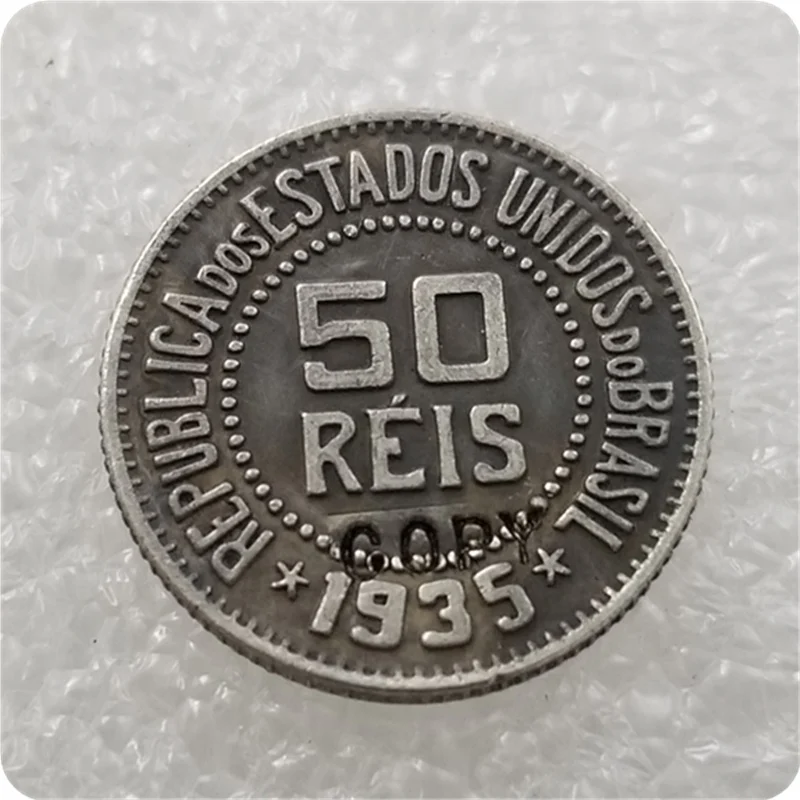 REPUBLICA DOS ESTADOS UNIDOS DO BRASIL
50
RÉIS
COPY
1935